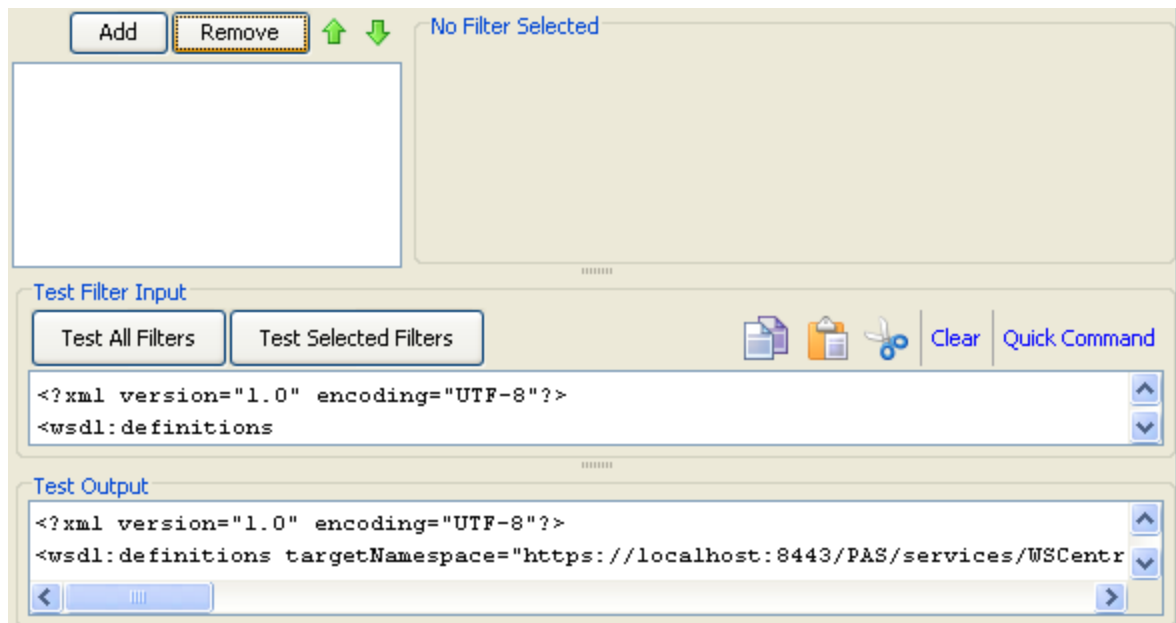 Add Remove No Filter Selected
Test Filter Input
Test All Filters Test Selected Filters Clear Quick Command
<?xml version="1.0" encoding="UTF-8"?>
<wsdl:definitions
Test Output
<?xml version="1.0" encoding="UTF-8"?>
<wsdl:definitions targetNamespace="https://localhost:8443/PAS/services/WSCentr